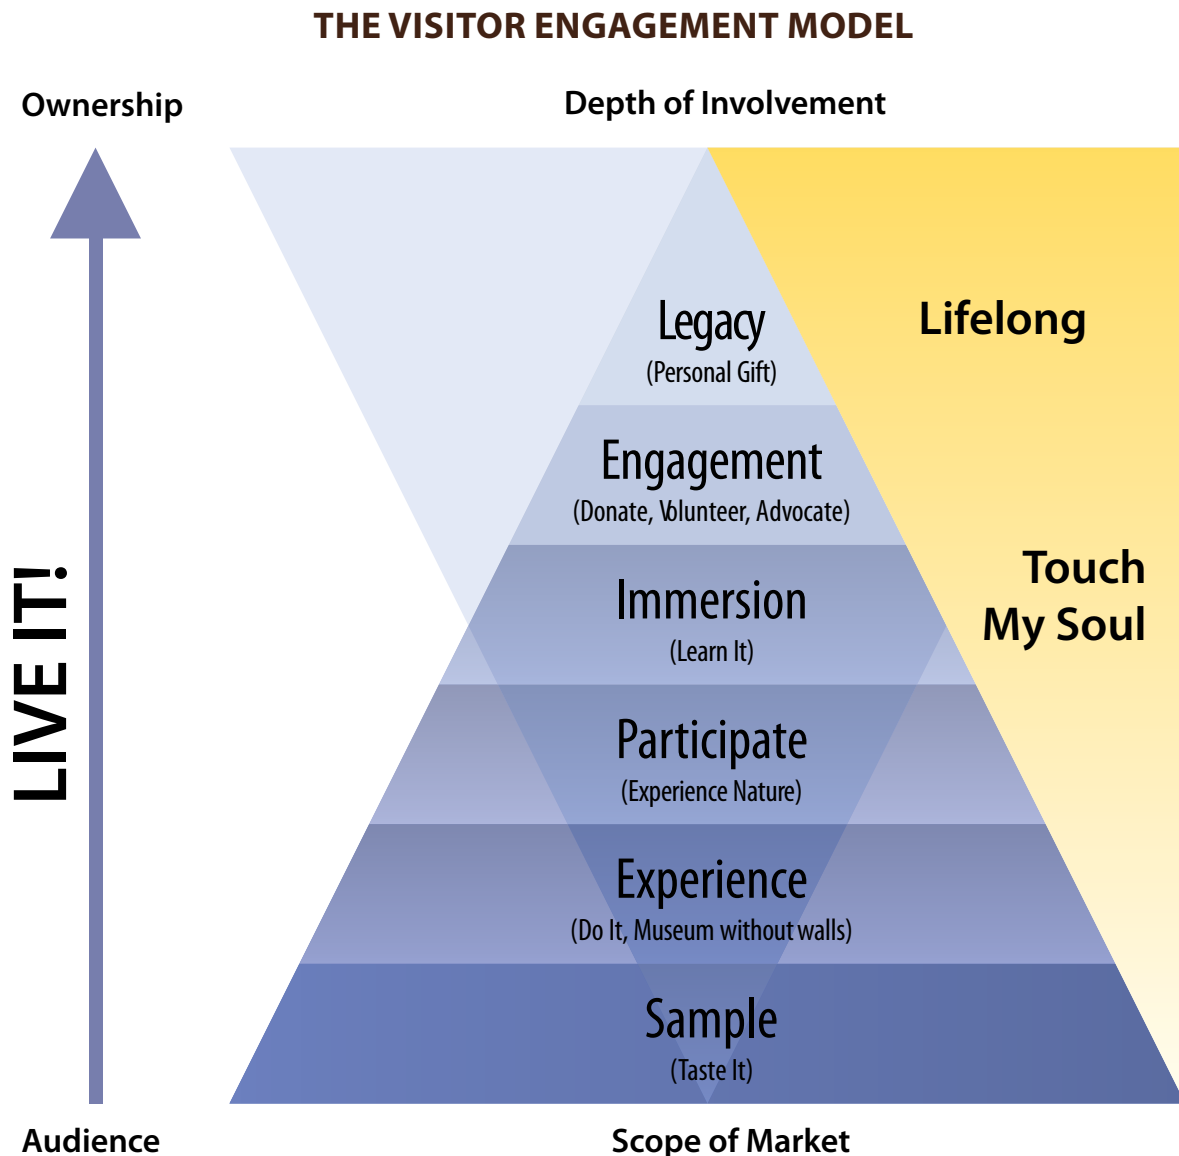 THE VISITOR ENGAGEMENT MODEL
Ownership
Depth of Involvement
Legacy
(Personal Gift)
Lifelong
Engagement
(Donate, Volunteer, Advocate)
Immersion
(Learn It)
Touch
My Soul
LIVE IT!
Participate
(Experience Nature)
Experience
(Do It, Museum without walls)
Sample
(Taste It)
Audience
Scope of Market